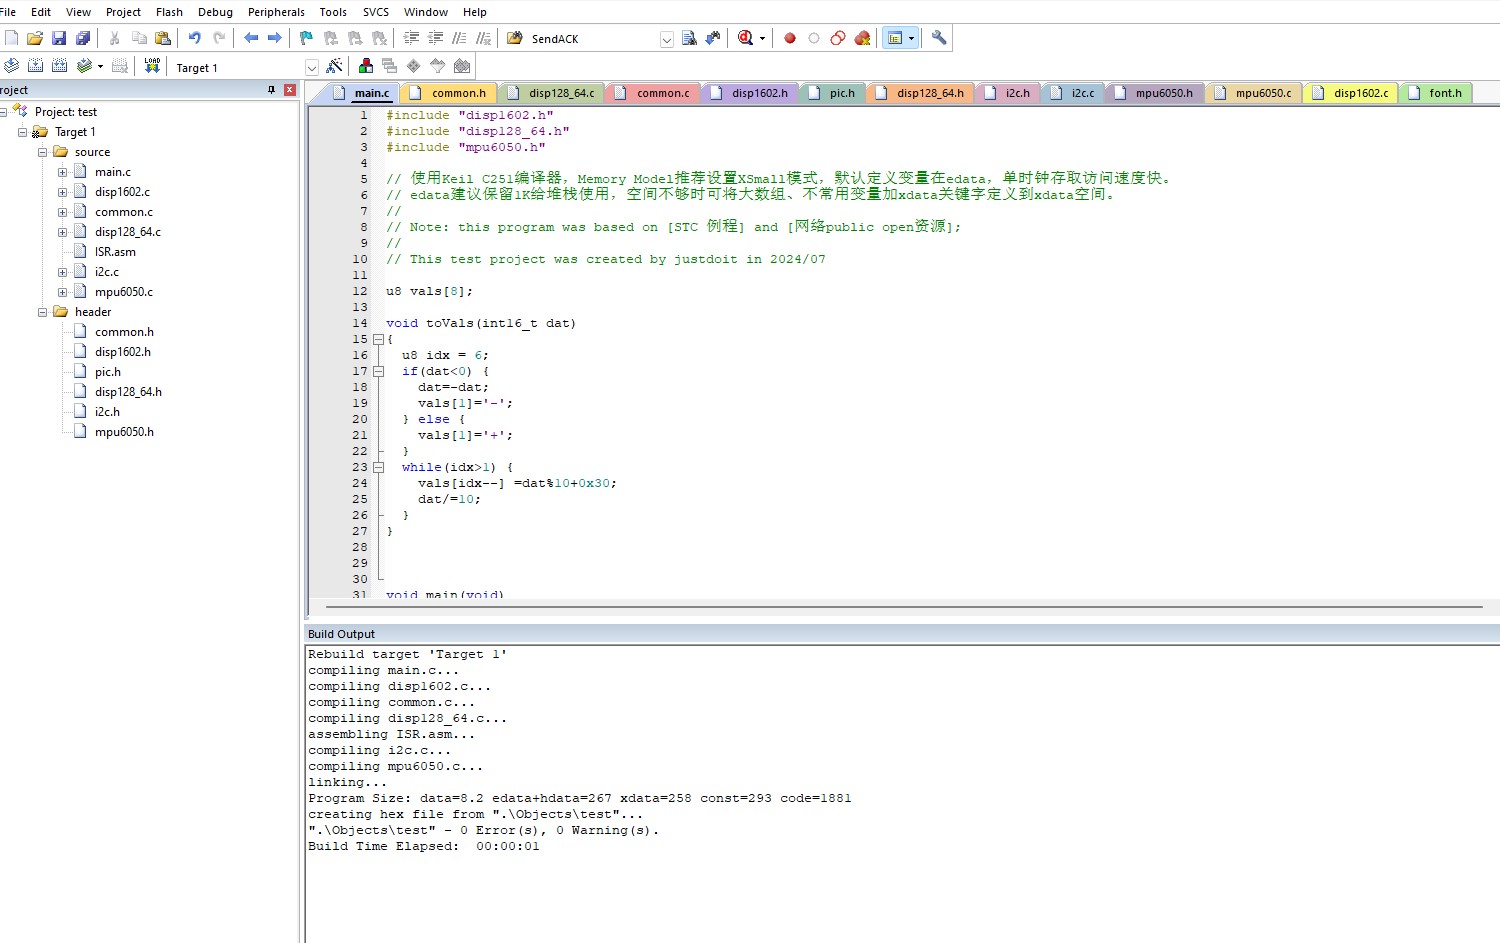 File Edit View Project Flash Debug Peripherals Tools SVCS Window Help
SendACK
LOAD
Target 1
roject
Project: test
Target 1
source
main.c
disp1602.c
common.c
disp128_64.c
ISR.asm
i2c.c
mpu6050.c
header
common.h
disp1602.h
pic.h
disp128_64.h
i2c.h
mpu6050.h
main.c common.h disp128_64.c common.c disp1602.h pic.h disp128_64.h i2c.h i2c.c mpu6050.h mpu6050.c disp1602.c font.h
1 #include "disp1602.h"
2 #include "disp128_64.h"
3 #include "mpu6050.h"
4
5 // 使用Keil C251编译器，Memory Model推荐设置XSmall模式，默认定义变量在edata，单时钟存取访问速度快。
6 // edata建议保留1K给堆栈使用，空间不够时可将大数组、不常用变量加xdata关键字定义到xdata空间。
7 //
8 // Note: this program was based on [STC 例程] and [网络public open资源];
9 //
10 // This test project was created by justdoit in 2024/07
11
12 u8 vals[8];
13
14 void toVals(int16_t dat)
15 {
16 u8 idx = 6;
17 if(dat<0) {
18 dat=-dat;
19 vals[1]='-';
20 } else {
21 vals[1]='+';
22 }
23 while(idx>1) {
24 vals[idx--] =dat%10+0x30;
25 dat/=10;
26 }
27 }
28
29
30
31 void main(void)
Build Output
Rebuild target 'Target 1'
compiling main.c...
compiling disp1602.c...
compiling common.c...
compiling disp128_64.c...
assembling ISR.asm...
compiling i2c.c...
compiling mpu6050.c...
linking...
Program Size: data=8.2 edata+hdata=267 xdata=258 const=293 code=1881
creating hex file from ".\Objects\test"...
".\Objects\test" - 0 Error(s), 0 Warning(s).
Build Time Elapsed:  00:00:01